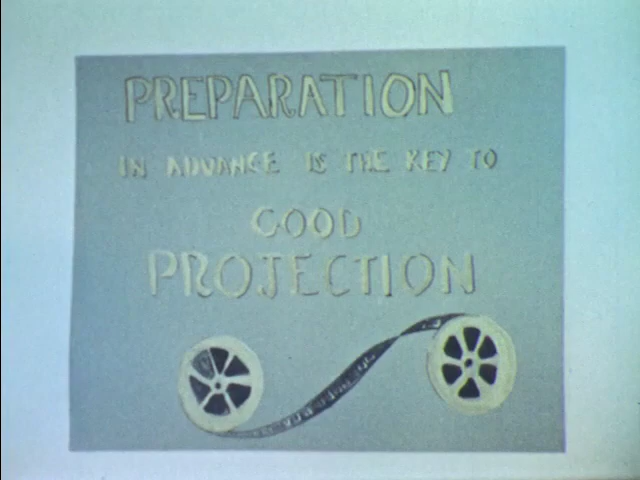 PREPARATION
IN ADVANCE IS THE KEY TO
GOOD
PROJECTION